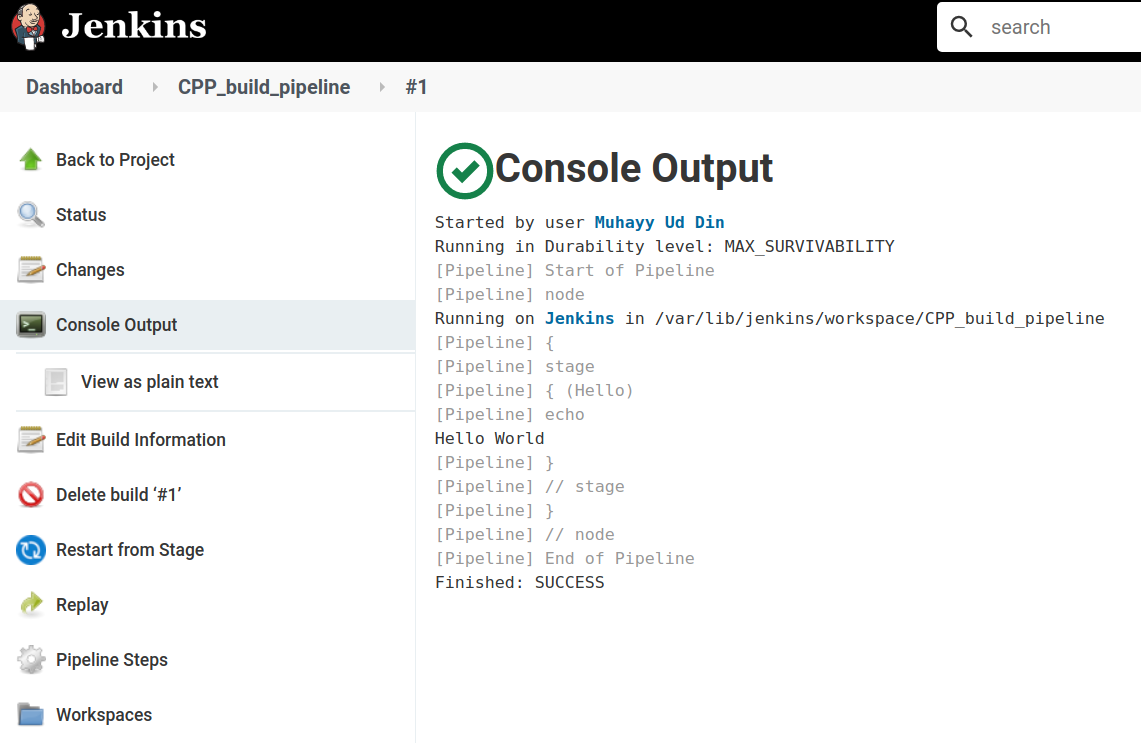 Jenkins
search
Dashboard
CPP_build_pipeline
#1
Back to Project
Status
Changes
Console Output
View as plain text
Edit Build Information
Delete build ‘#1’
Restart from Stage
Replay
Pipeline Steps
Workspaces
Console Output
Started by user Muhayy Ud Din
Running in Durability level: MAX_SURVIVABILITY
[Pipeline] Start of Pipeline
[Pipeline] node
Running on Jenkins in /var/lib/jenkins/workspace/CPP_build_pipeline
[Pipeline] {
[Pipeline] stage
[Pipeline] { (Hello)
[Pipeline] echo
Hello World
[Pipeline] }
[Pipeline] // stage
[Pipeline] }
[Pipeline] // node
[Pipeline] End of Pipeline
Finished: SUCCESS